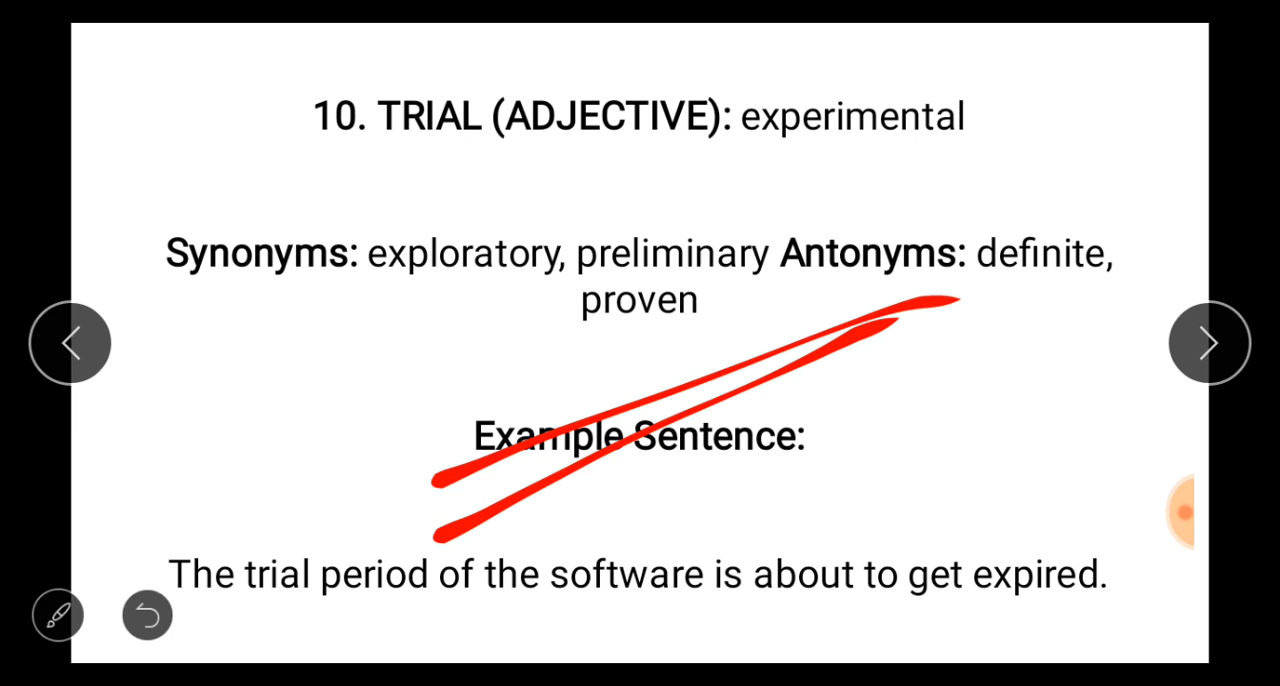 10. TRIAL (ADJECTIVE): experimental
Synonyms: exploratory, preliminary Antonyms: definite,
proven
Example Sentence:
The trial period of the software is about to get expired.